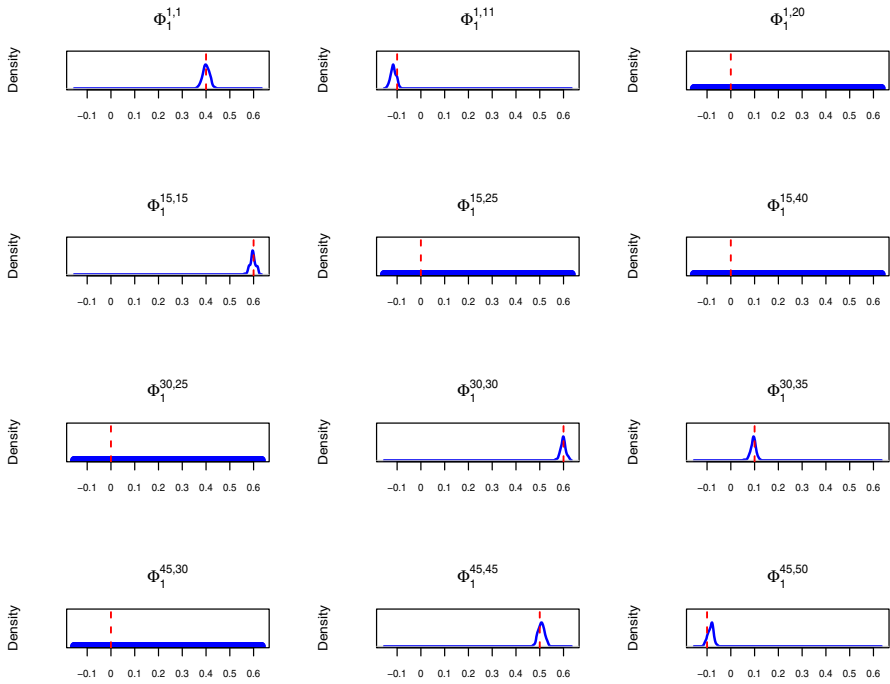 Φ₁^{1,1} Φ₁^{1,11} Φ₁^{1,20}
Density Density Density
−0.1 0 0.1 0.2 0.3 0.4 0.5 0.6 −0.1 0 0.1 0.2 0.3 0.4 0.5 0.6 −0.1 0 0.1 0.2 0.3 0.4 0.5 0.6
Φ₁^{15,15} Φ₁^{15,25} Φ₁^{15,40}
Density Density Density
−0.1 0 0.1 0.2 0.3 0.4 0.5 0.6 −0.1 0 0.1 0.2 0.3 0.4 0.5 0.6 −0.1 0 0.1 0.2 0.3 0.4 0.5 0.6
Φ₁^{30,25} Φ₁^{30,30} Φ₁^{30,35}
Density Density Density
−0.1 0 0.1 0.2 0.3 0.4 0.5 0.6 −0.1 0 0.1 0.2 0.3 0.4 0.5 0.6 −0.1 0 0.1 0.2 0.3 0.4 0.5 0.6
Φ₁^{45,30} Φ₁^{45,45} Φ₁^{45,50}
Density Density Density
−0.1 0 0.1 0.2 0.3 0.4 0.5 0.6 −0.1 0 0.1 0.2 0.3 0.4 0.5 0.6 −0.1 0 0.1 0.2 0.3 0.4 0.5 0.6